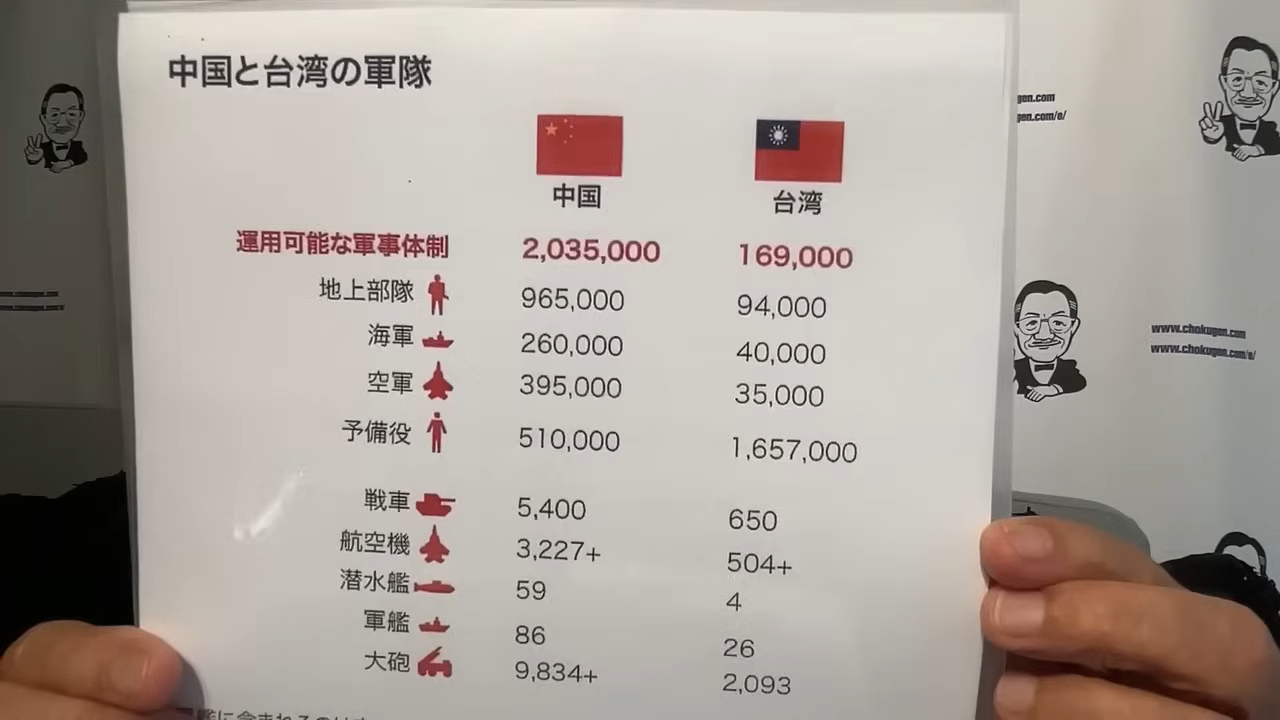 中国と台湾の軍隊
中国 台湾
運用可能な軍事体制 2,035,000 169,000
地上部隊 965,000 94,000
海軍 260,000 40,000
空軍 395,000 35,000
予備役 510,000 1,657,000
戦車 5,400 650
航空機 3,227+ 504+
潜水艦 59 4
軍艦 86 26
大砲 9,834+ 2,093
gen.com
gen.com/e/
www.chokugen.com
www.chokugen.com/e/